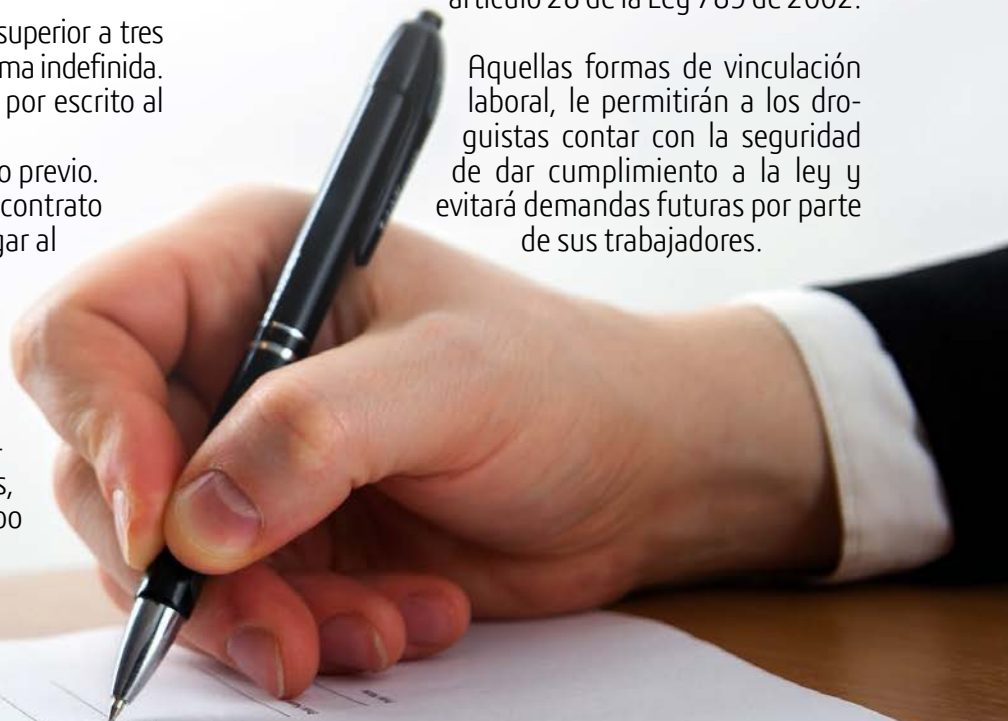 superior a tres
ma indefinida.
por escrito al
o previo.
contrato
gar al
s,
po
artículo 28 de la Ley 789 de 2002.
Aquellas formas de vinculación
laboral, le permitirán a los dro-
guistas contar con la seguridad
de dar cumplimiento a la ley y
evitará demandas futuras por parte
de sus trabajadores.